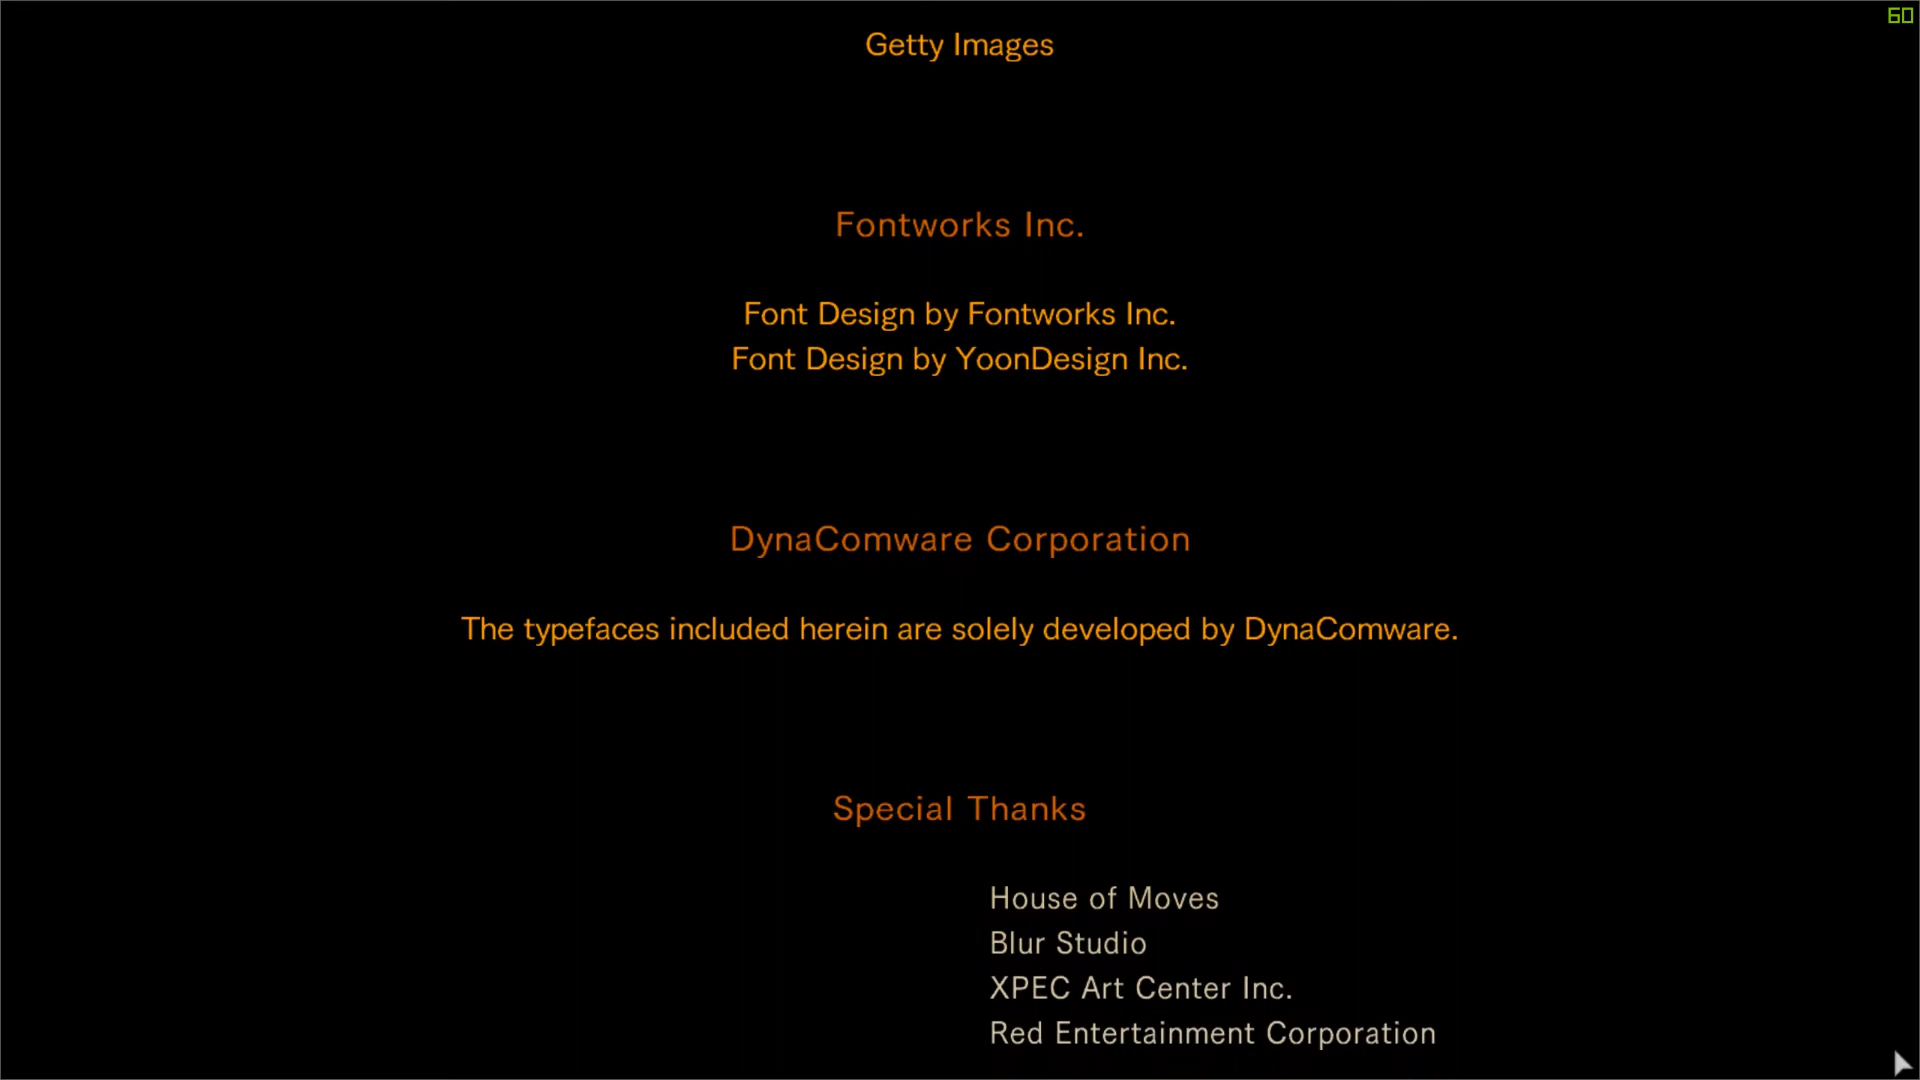 60
Getty Images
Fontworks Inc.
Font Design by Fontworks Inc.
Font Design by YoonDesign Inc.
DynaComware Corporation
The typefaces included herein are solely developed by DynaComware.
Special Thanks
House of Moves
Blur Studio
XPEC Art Center Inc.
Red Entertainment Corporation